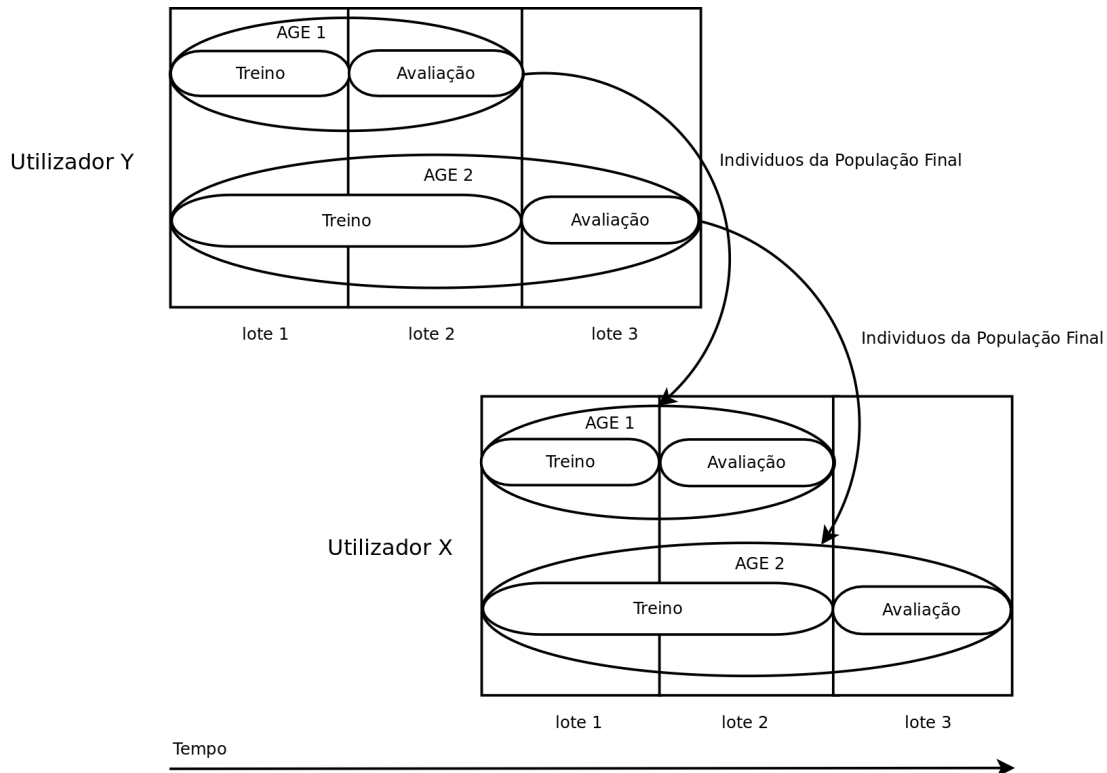 AGE 1
Treino
Avaliação
Utilizador Y
Individuos da População Final
AGE 2
Treino
Avaliação
lote 1
lote 2
lote 3
Individuos da População Final
AGE 1
Treino
Avaliação
Utilizador X
AGE 2
Treino
Avaliação
lote 1
lote 2
lote 3
Tempo